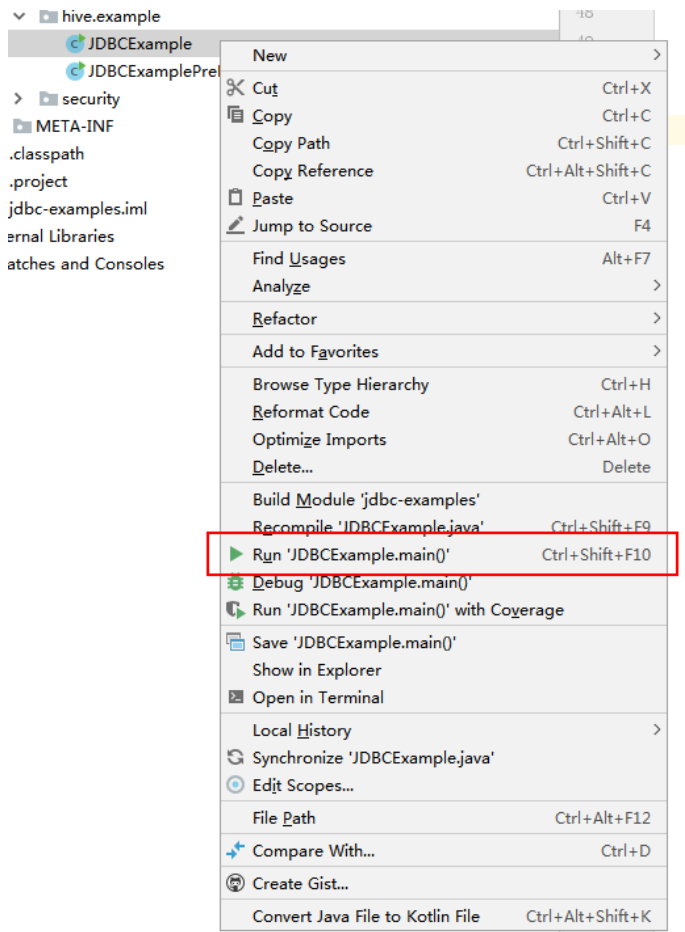 hive.example
48
JDBCExample
JDBCExamplePre
security
META-INF
.classpath
.project
jdbc-examples.iml
ernal Libraries
atches and Consoles
New
Cut Ctrl+X
Copy Ctrl+C
Copy Path Ctrl+Shift+C
Copy Reference Ctrl+Alt+Shift+C
Paste Ctrl+V
Jump to Source F4
Find Usages Alt+F7
Analyze
Refactor
Add to Favorites
Browse Type Hierarchy Ctrl+H
Reformat Code Ctrl+Alt+L
Optimize Imports Ctrl+Alt+O
Delete... Delete
Build Module 'jdbc-examples'
Recompile 'JDBCExample.java' Ctrl+Shift+F9
Run 'JDBCExample.main()' Ctrl+Shift+F10
Debug 'JDBCExample.main()'
Run 'JDBCExample.main()' with Coverage
Save 'JDBCExample.main()'
Show in Explorer
Open in Terminal
Local History
Synchronize 'JDBCExample.java'
Edit Scopes...
File Path Ctrl+Alt+F12
Compare With... Ctrl+D
Create Gist...
Convert Java File to Kotlin File Ctrl+Alt+Shift+K